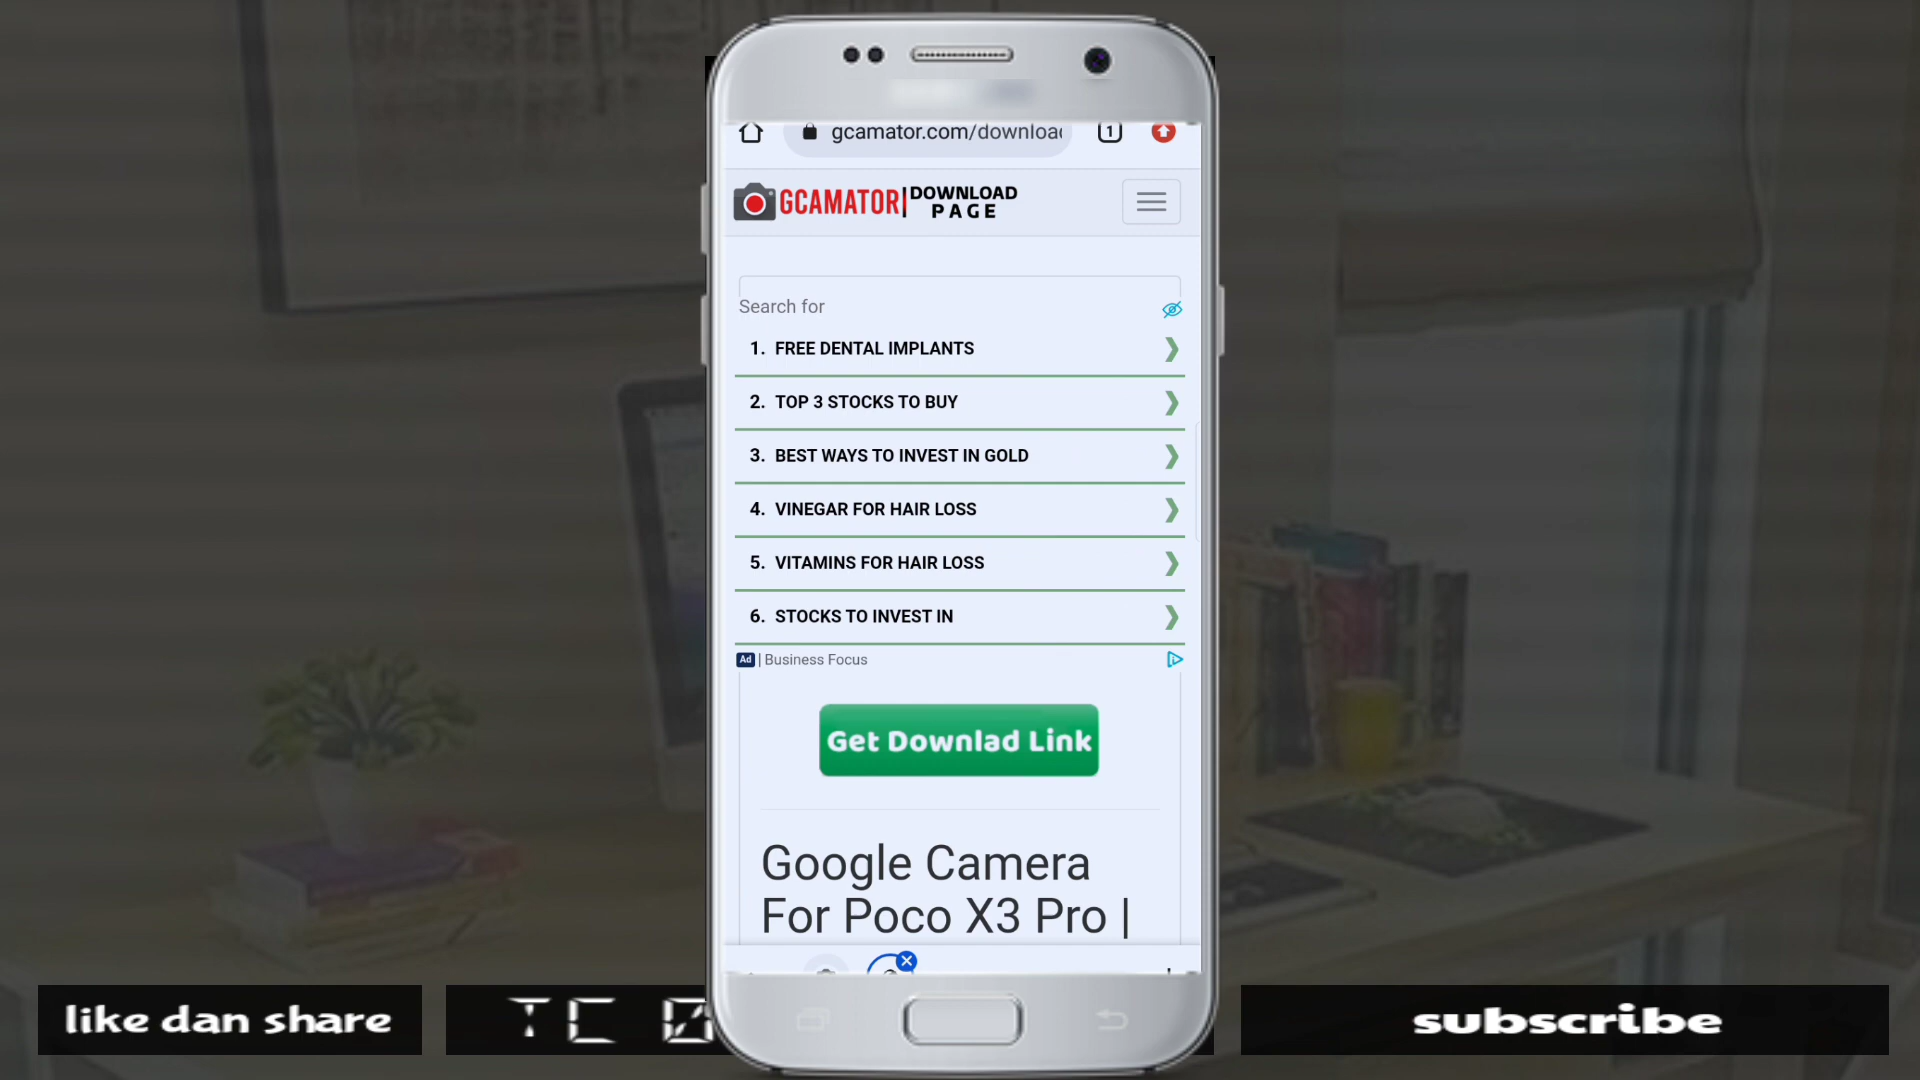 gcamator.com/downloa
1
GCAMATOR|DOWNLOAD
PAGE
Search for
1. FREE DENTAL IMPLANTS
2. TOP 3 STOCKS TO BUY
3. BEST WAYS TO INVEST IN GOLD
4. VINEGAR FOR HAIR LOSS
5. VITAMINS FOR HAIR LOSS
6. STOCKS TO INVEST IN
Ad | Business Focus
Get Downlad Link
Google Camera
For Poco X3 Pro |
like dan share
TC 0
subscribe